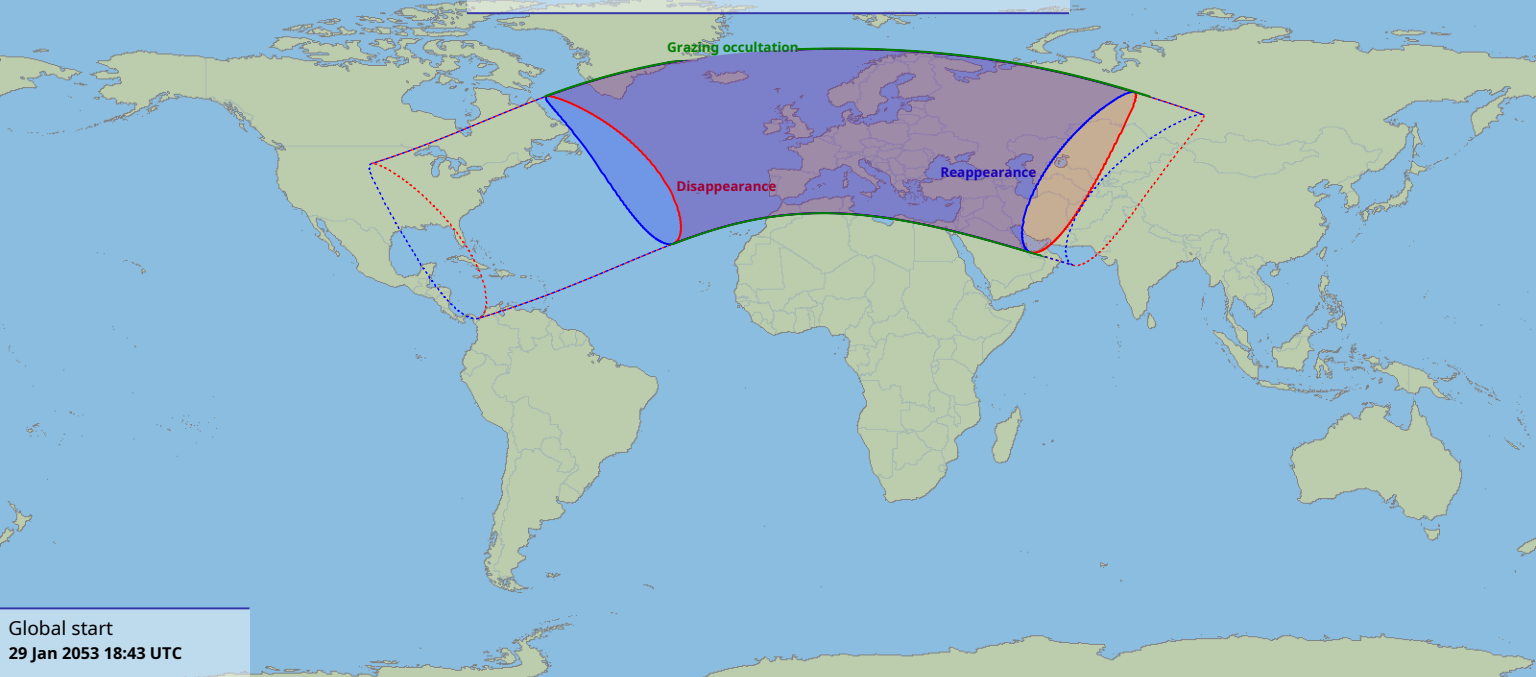 Grazing occultation
Reappearance
Disappearance
Global start
29 Jan 2053 18:43 UTC